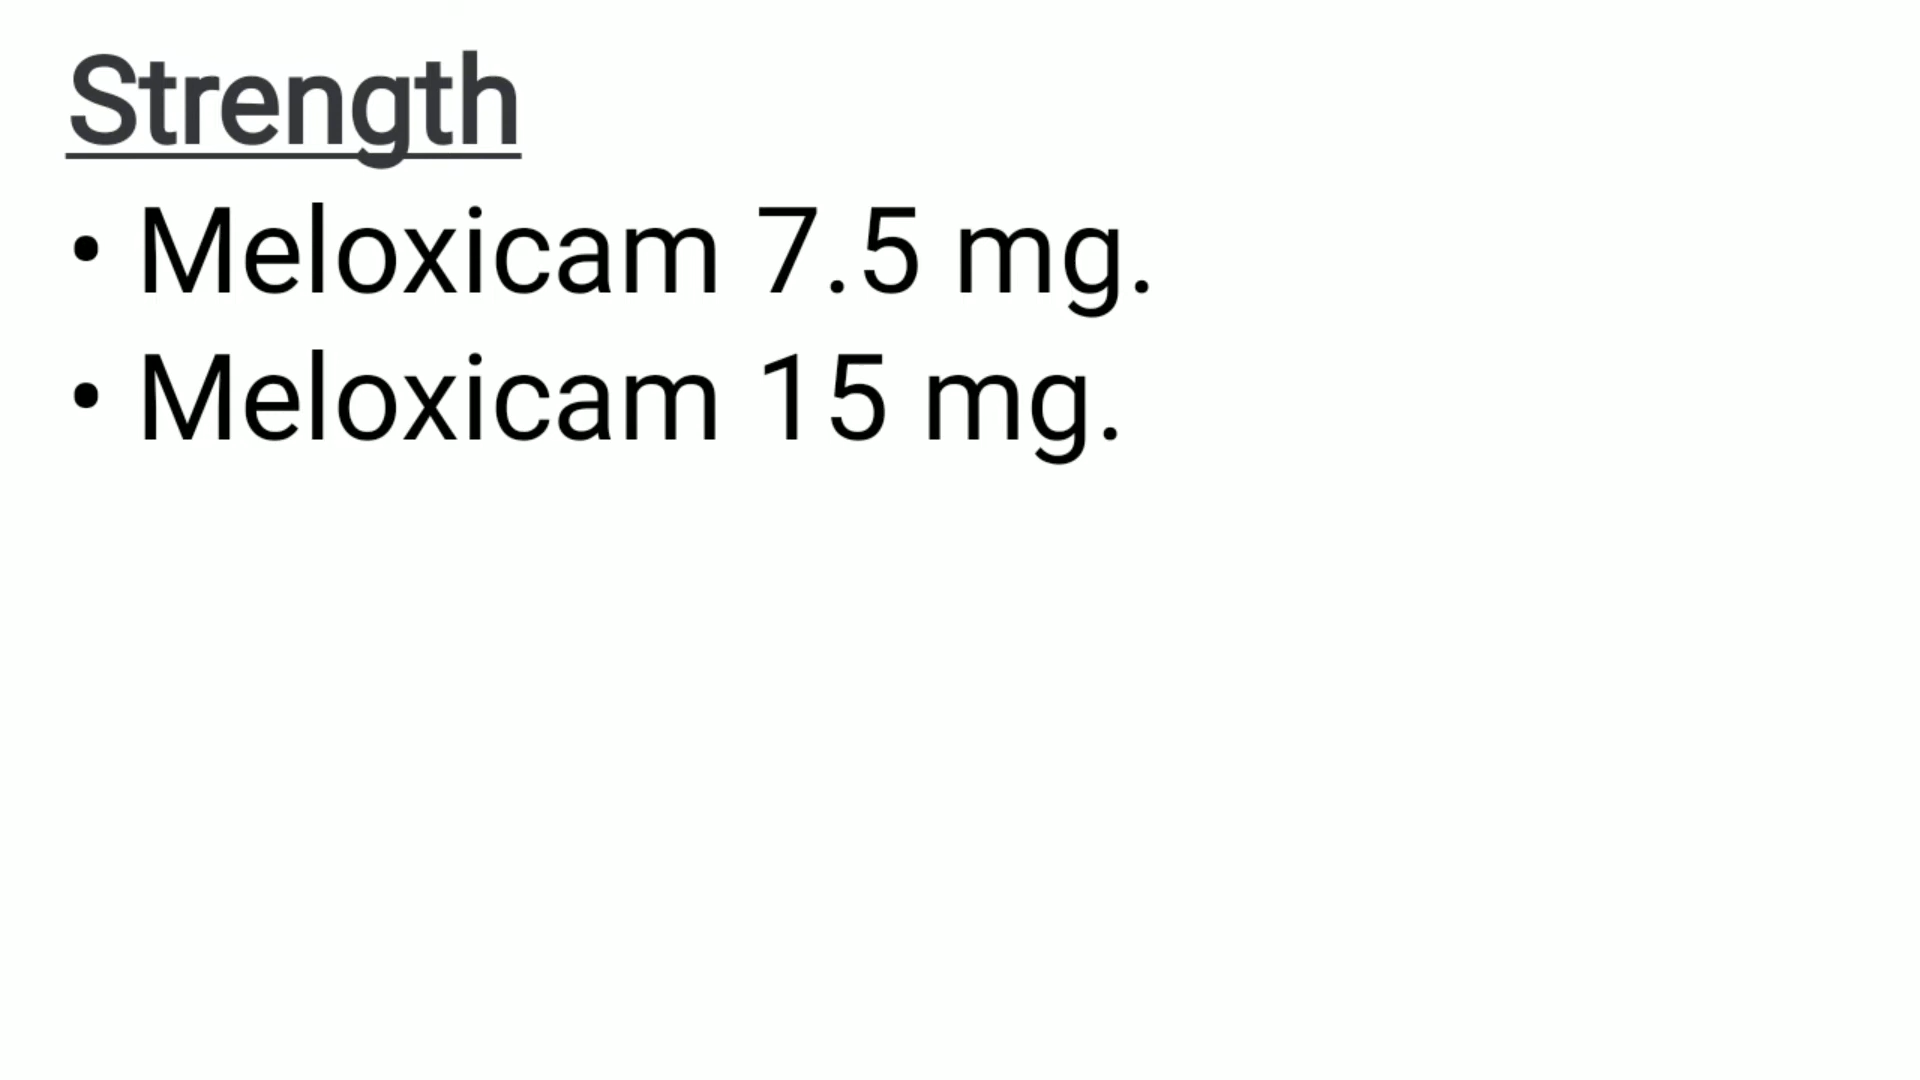 Strength
• Meloxicam 7.5 mg.
• Meloxicam 15 mg.